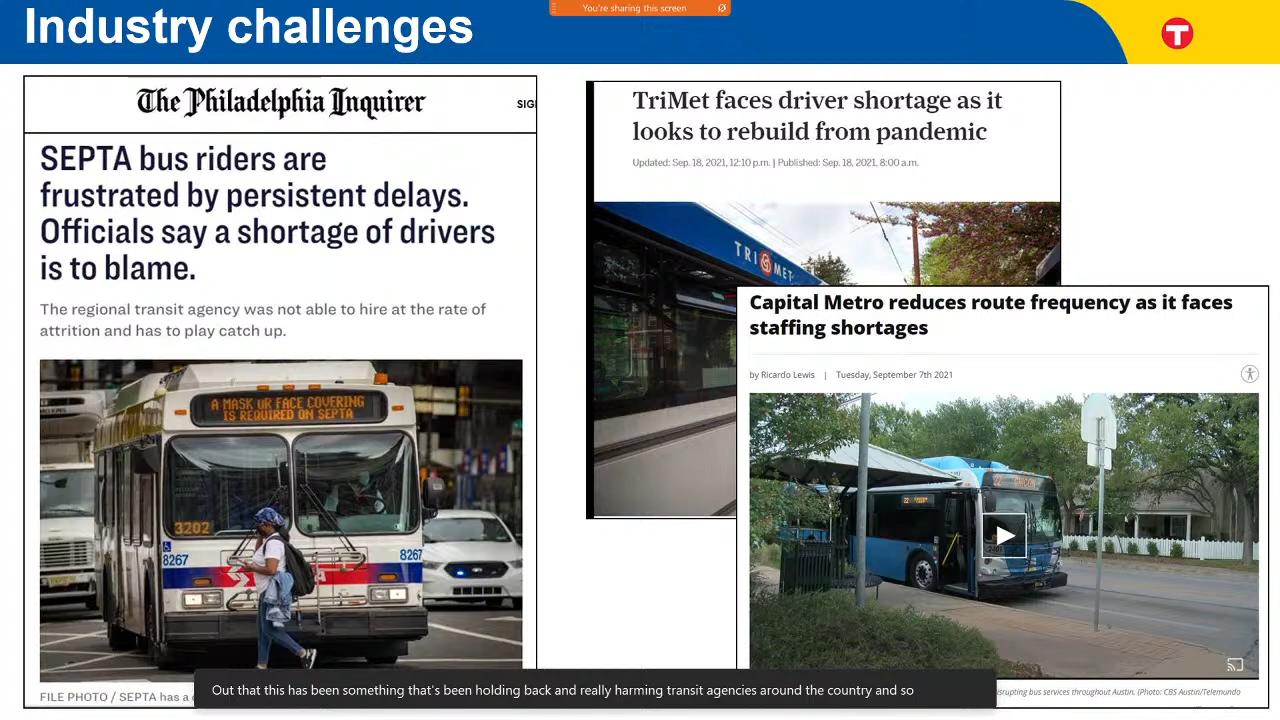 Industry challenges
You're sharing this screen
T
The Philadelphia Inquirer
SIG
SEPTA bus riders are
frustrated by persistent delays.
Officials say a shortage of drivers
is to blame.
The regional transit agency was not able to hire at the rate of
attrition and has to play catch up.
A MASK OR FACE COVERING
IS REQUIRED ON SEPTA
3202
8267
8267
FILE PHOTO / SEPTA has a
TriMet faces driver shortage as it
looks to rebuild from pandemic
Updated: Sep. 18, 2021, 12:10 p.m. | Published: Sep. 18, 2021, 8:00 a.m.
TRI MET
Capital Metro reduces route frequency as it faces
staffing shortages
by Ricardo Lewis | Tuesday, September 7th 2021
22
isrupting bus services throughout Austin. (Photo: CBS Austin/Telemundo
Out that this has been something that's been holding back and really harming transit agencies around the country and so